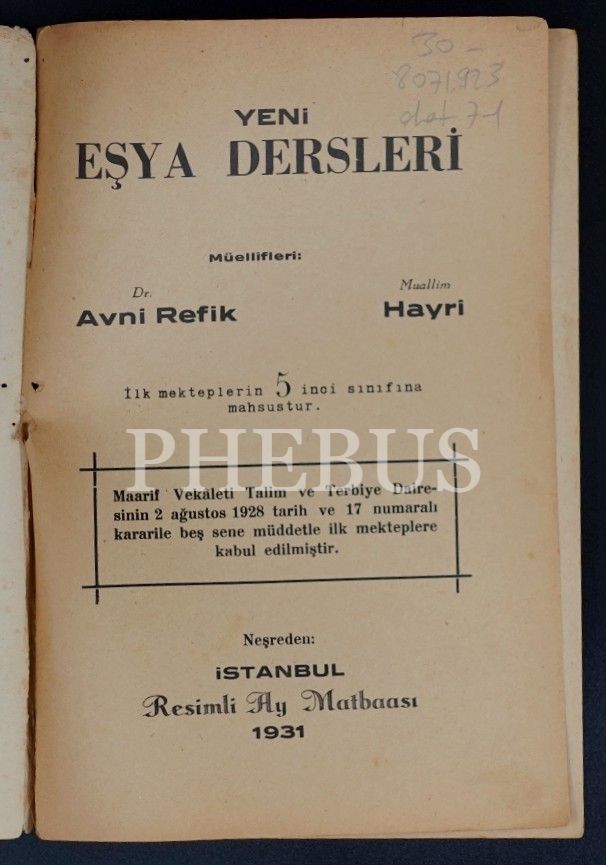 30-
8071.923
YENİ
EŞYA DERSLERİ
Müellifleri:
Dr.
Avni Refik
Muallim
Hayri
İlk mekteplerin 5 inci sınıfına
mahsustur.
PHEBUS
Maarif Vekâleti Talim ve Terbiye Daire-
sinin 2 ağustos 1928 tarih ve 17 numaralı
kararile beş sene müddetle ilk mekteplere
kabul edilmiştir.
Neşreden:
İSTANBUL
Resimli Ay Matbaası
1931